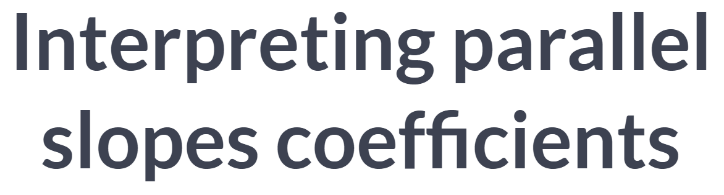 Interpreting parallel
slopes coefficients